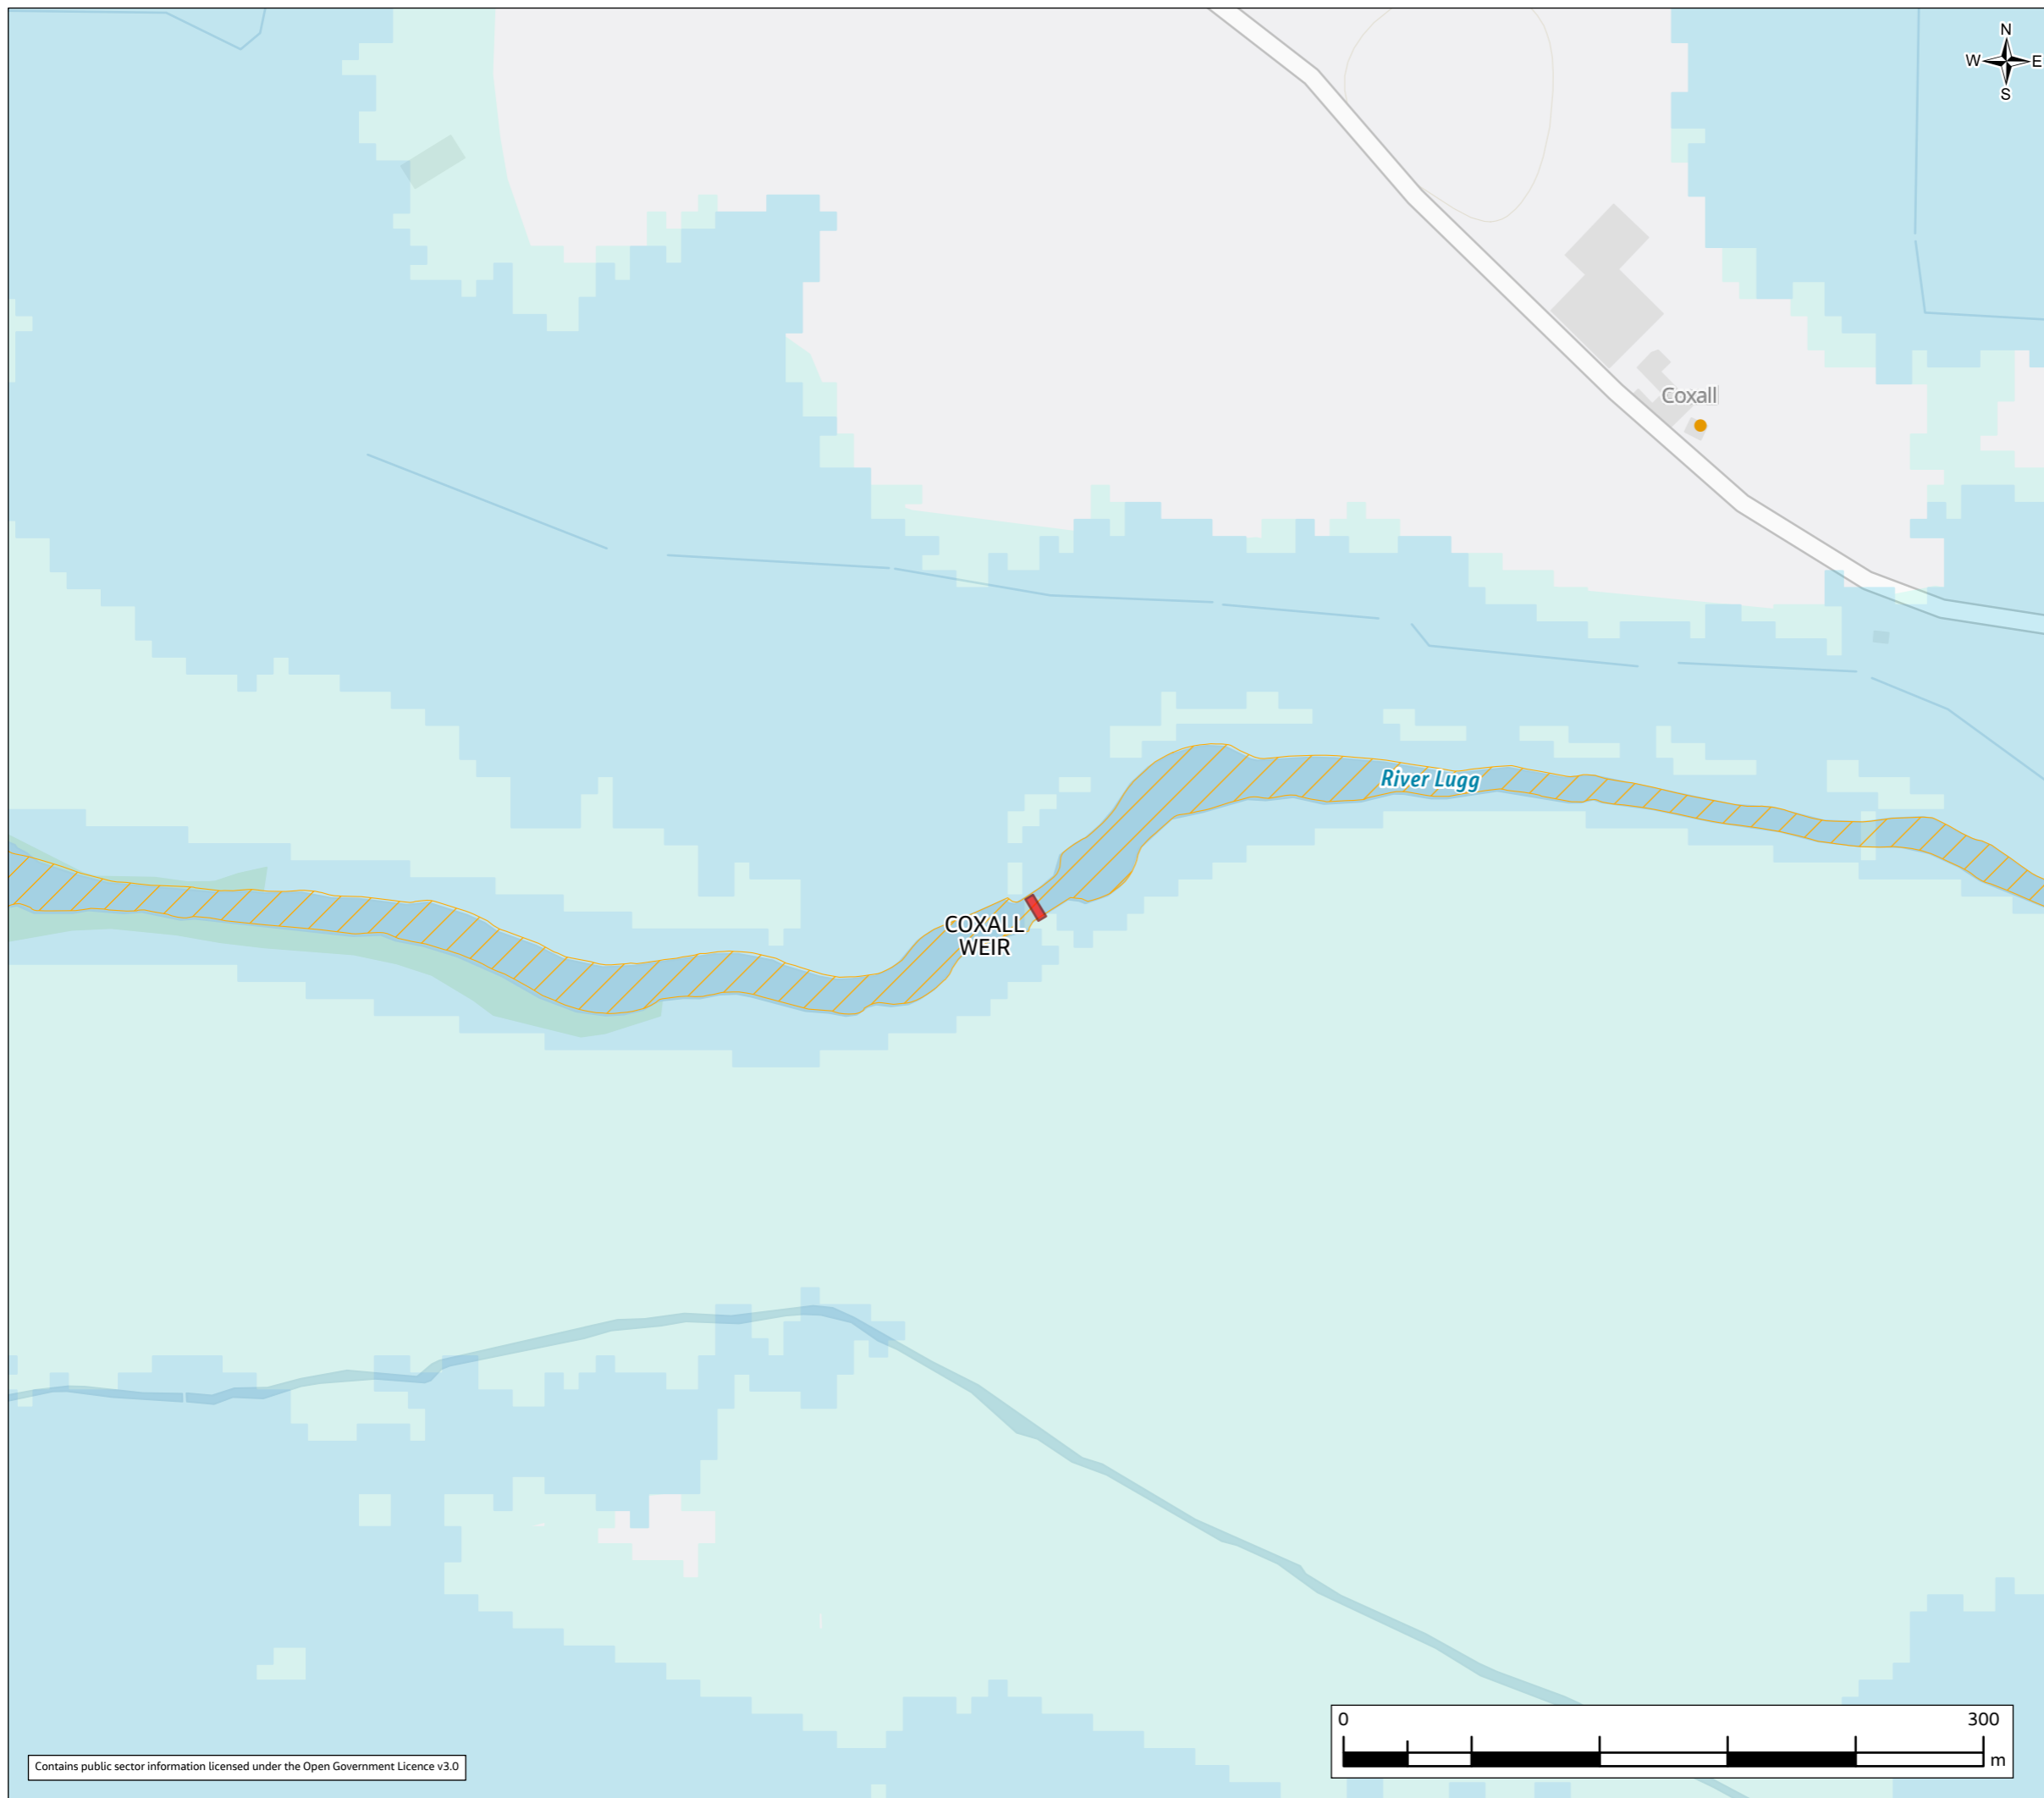 N
W E
S
Coxall
River Lugg
COXALL
WEIR
0 300
m
Contains public sector information licensed under the Open Government Licence v3.0